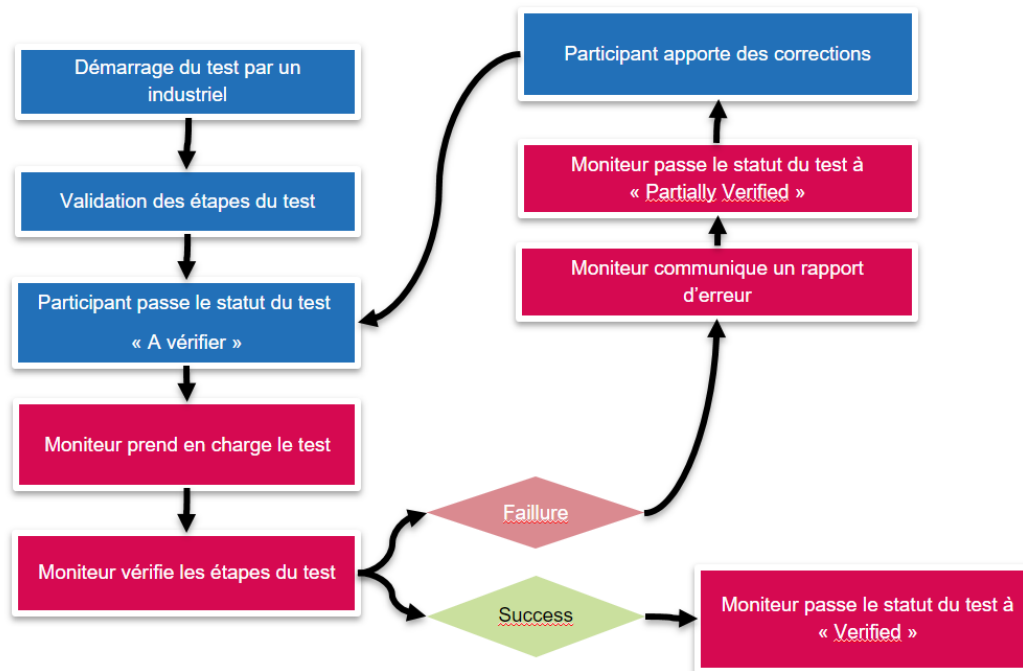 Démarrage du test par un
industriel
Validation des étapes du test
Participant passe le statut du test
« A vérifier »
Moniteur prend en charge le test
Moniteur vérifie les étapes du test
Faillure
Success
Moniteur passe le statut du test à
« Verified »
Moniteur communique un rapport
d'erreur
Moniteur passe le statut du test à
« Partially Verified »
Participant apporte des corrections